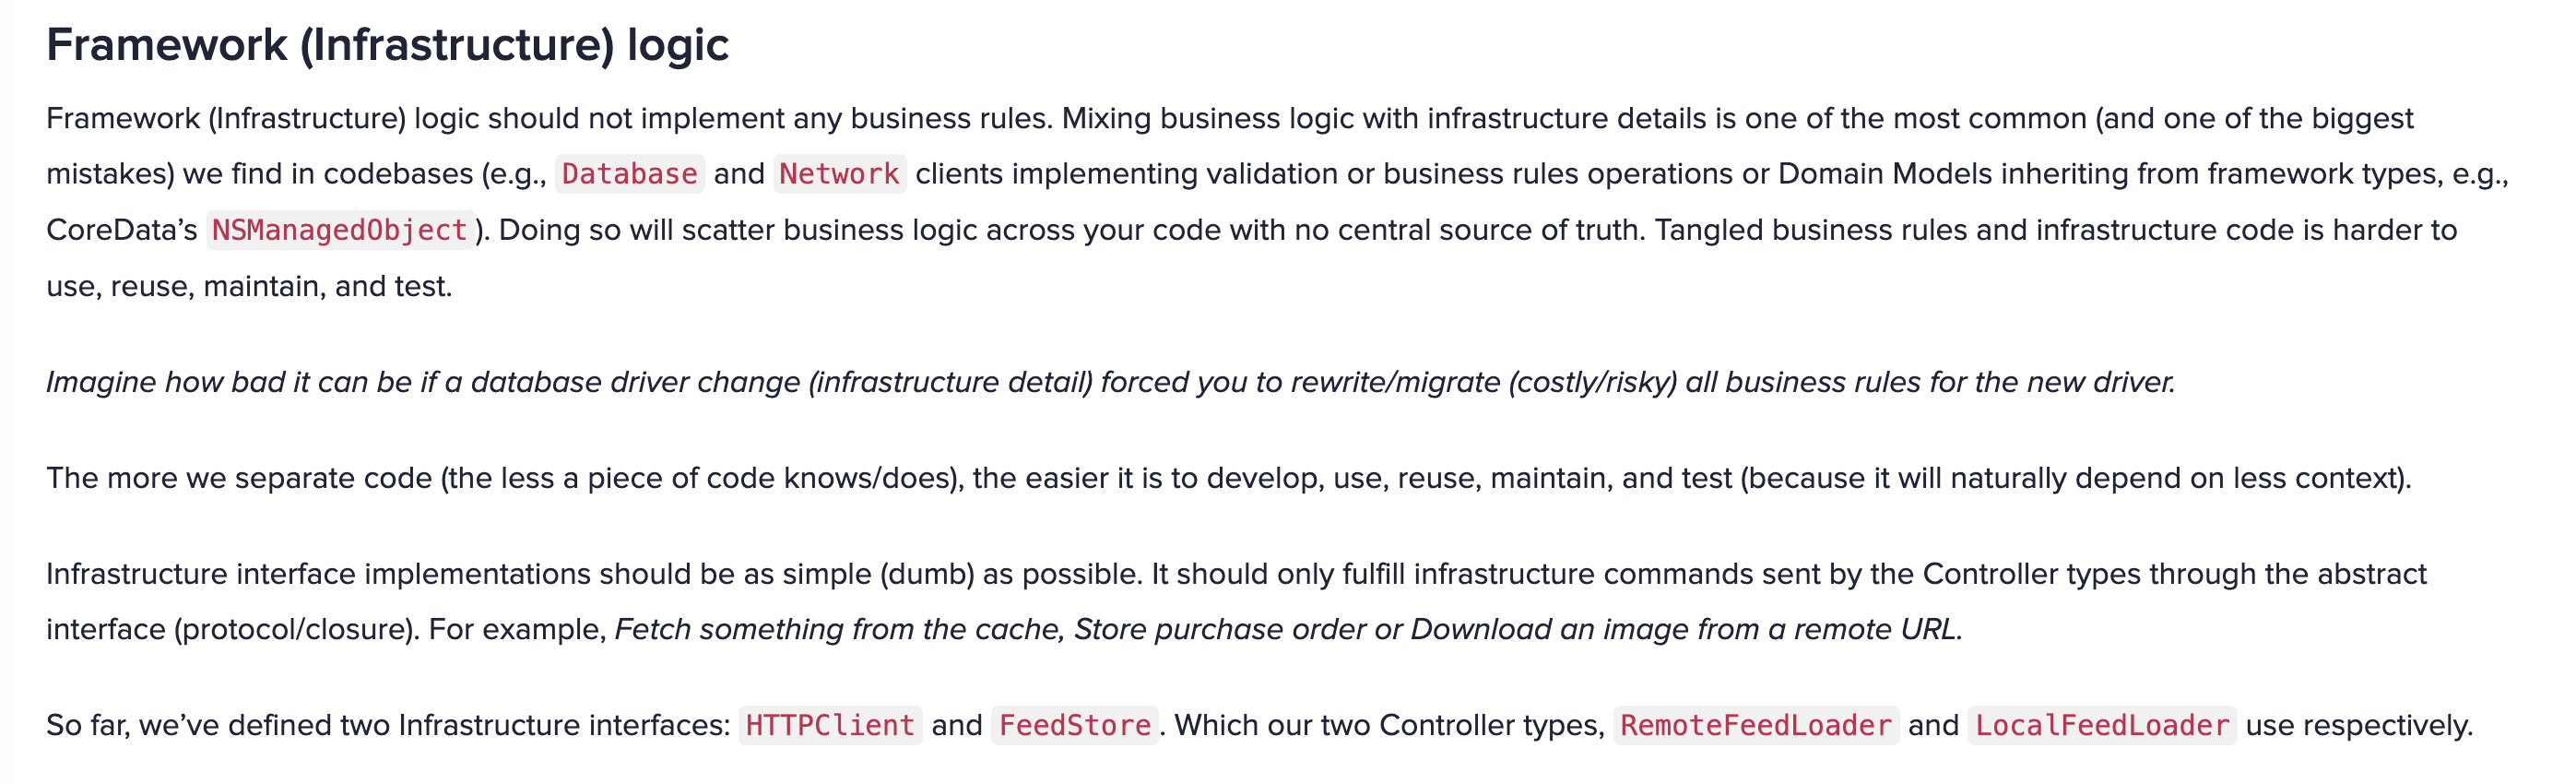 Framework (Infrastructure) logic
Framework (Infrastructure) logic should not implement any business rules. Mixing business logic with infrastructure details is one of the most common (and one of the biggest
mistakes) we find in codebases (e.g., Database and Network clients implementing validation or business rules operations or Domain Models inheriting from framework types, e.g.,
CoreData’s NSManagedObject). Doing so will scatter business logic across your code with no central source of truth. Tangled business rules and infrastructure code is harder to
use, reuse, maintain, and test.
Imagine how bad it can be if a database driver change (infrastructure detail) forced you to rewrite/migrate (costly/risky) all business rules for the new driver.
The more we separate code (the less a piece of code knows/does), the easier it is to develop, use, reuse, maintain, and test (because it will naturally depend on less context).
Infrastructure interface implementations should be as simple (dumb) as possible. It should only fulfill infrastructure commands sent by the Controller types through the abstract
interface (protocol/closure). For example, Fetch something from the cache, Store purchase order or Download an image from a remote URL.
So far, we’ve defined two Infrastructure interfaces: HTTPClient and FeedStore. Which our two Controller types, RemoteFeedLoader and LocalFeedLoader use respectively.